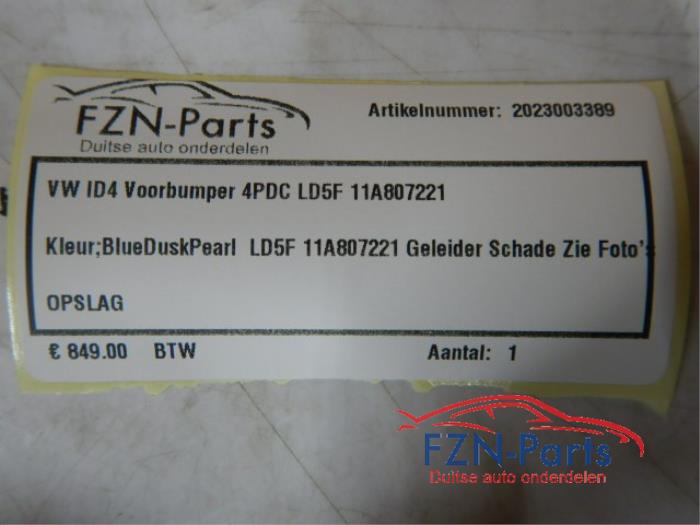 FZN-Parts
Duitse auto onderdelen
Artikelnummer: 2023003389
VW ID4 Voorbumper 4PDC LD5F 11A807221
Kleur;BlueDuskPearl LD5F 11A807221 Geleider Schade Zie Foto's
OPSLAG
€ 849.00 BTW
Aantal: 1
FZN-Parts
Duitse auto onderdelen